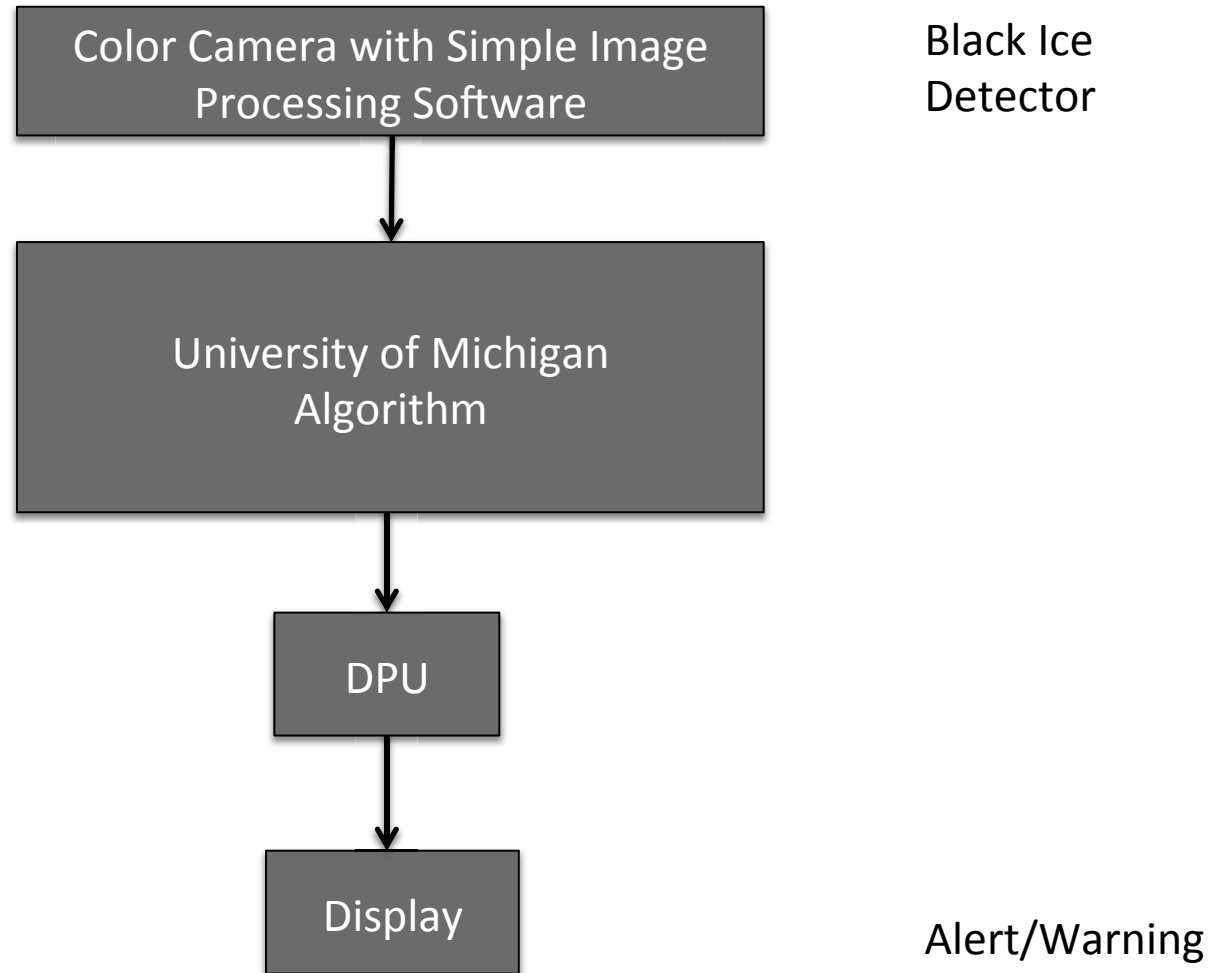 Color Camera with Simple Image
Processing Software
Black Ice
Detector
University of Michigan
Algorithm
DPU
Display
Alert/Warning